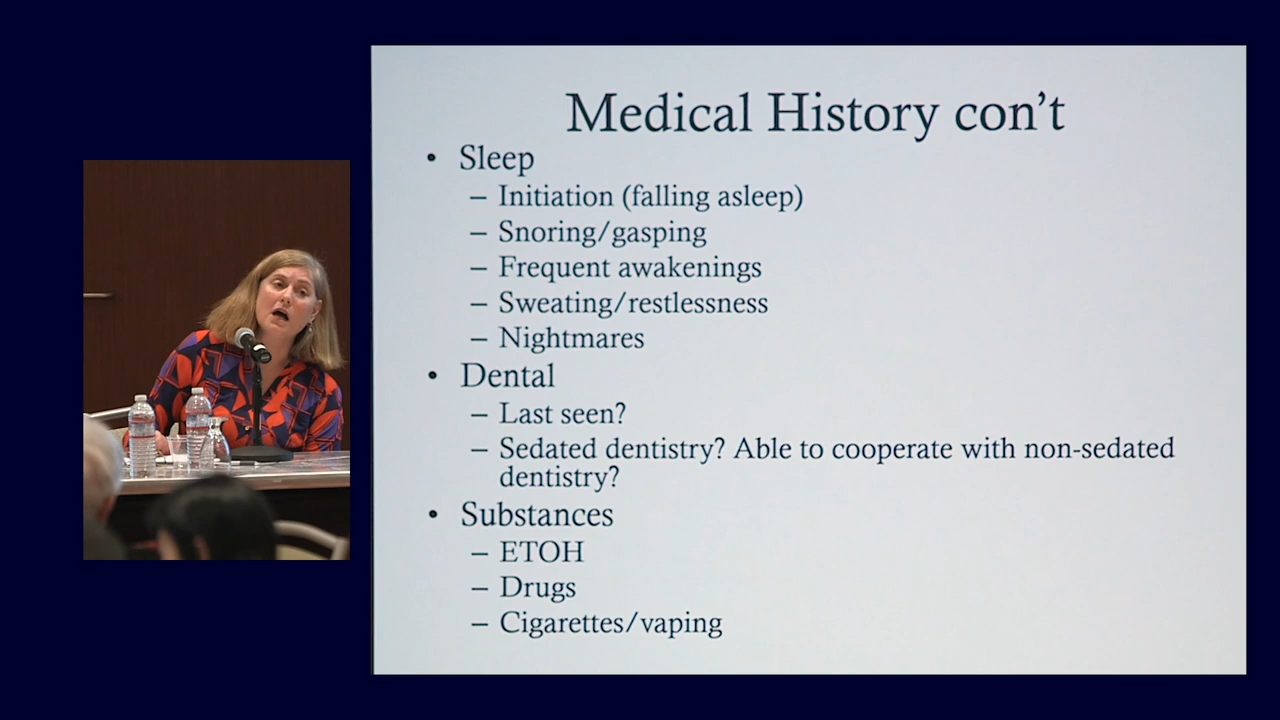 Medical History con’t
• Sleep
– Initiation (falling asleep)
– Snoring/gasping
– Frequent awakenings
– Sweating/restlessness
– Nightmares
• Dental
– Last seen?
– Sedated dentistry? Able to cooperate with non-sedated
dentistry?
• Substances
– ETOH
– Drugs
– Cigarettes/vaping